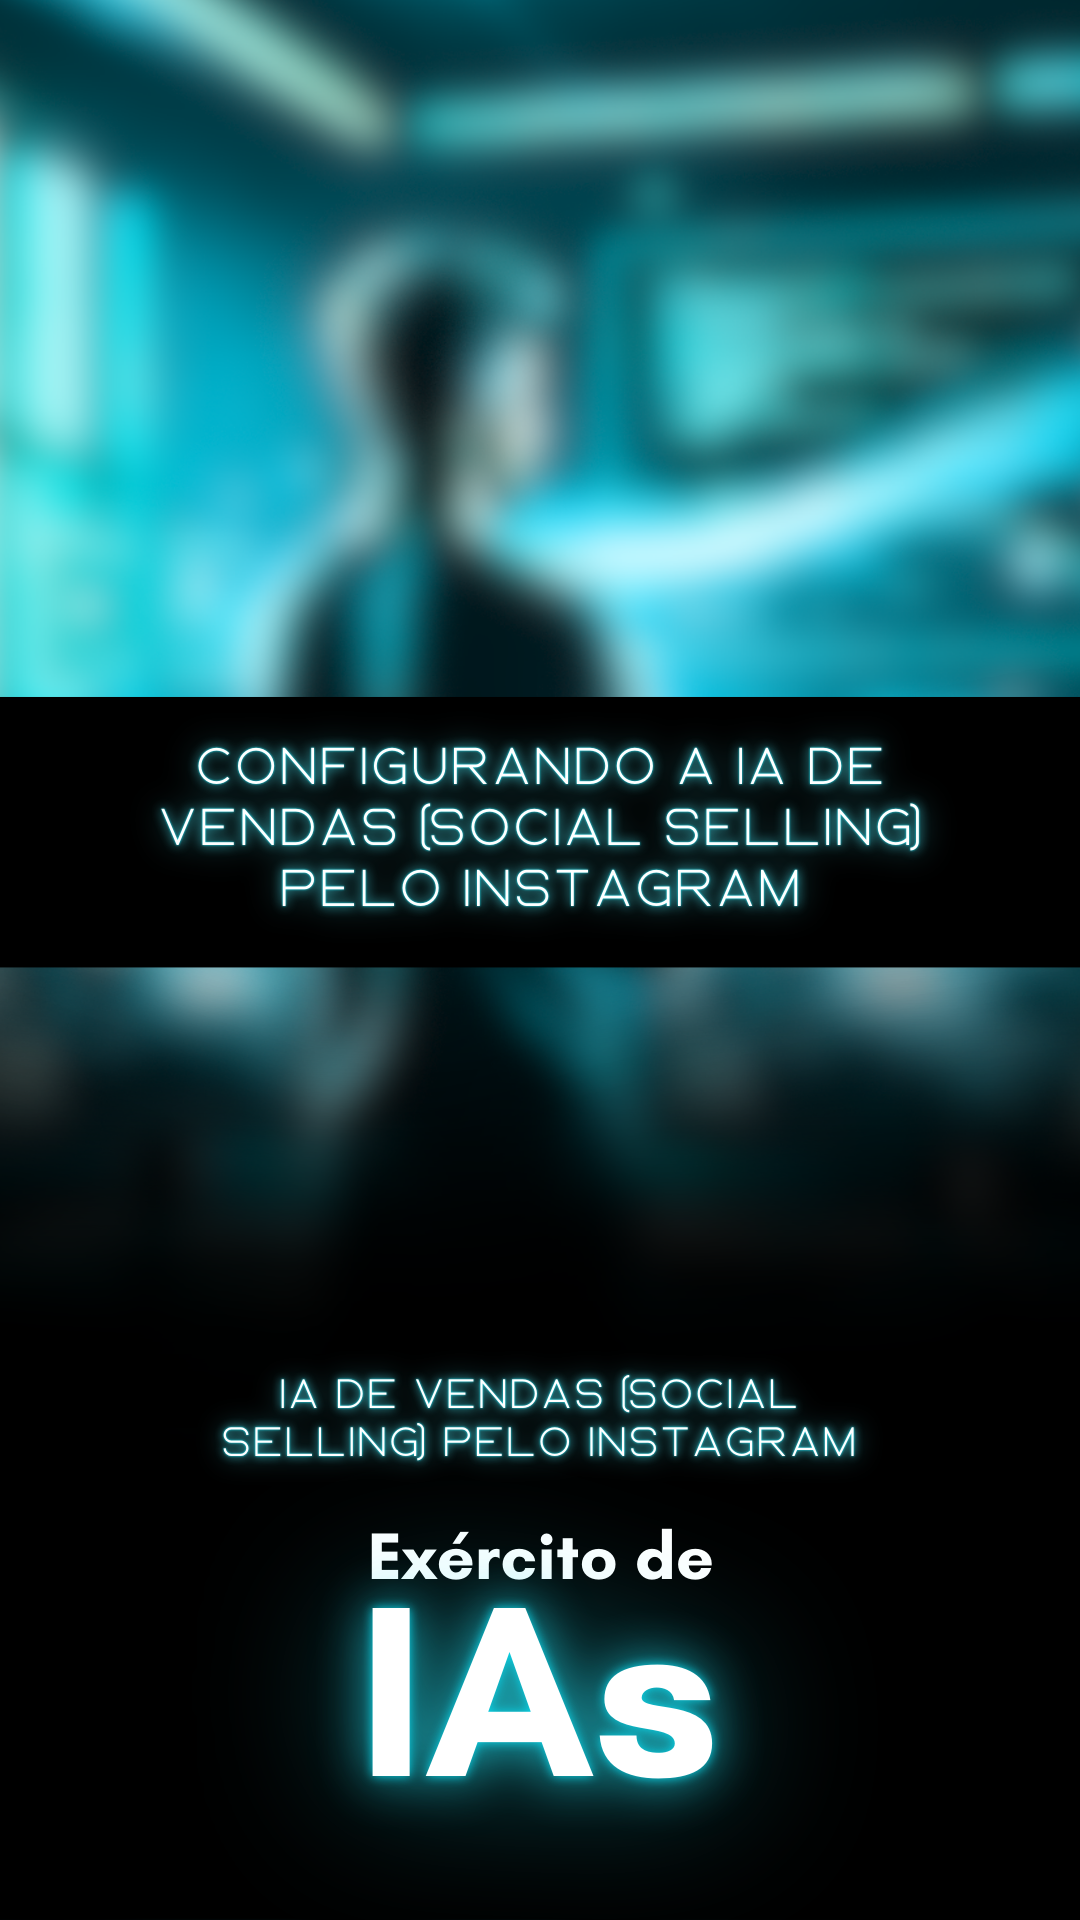 CONFIGURANDO A IA DE
VENDAS (SOCIAL SELLING)
PELO INSTAGRAM
IA DE VENDAS (SOCIAL
SELLING) PELO INSTAGRAM
Exército de
IAs